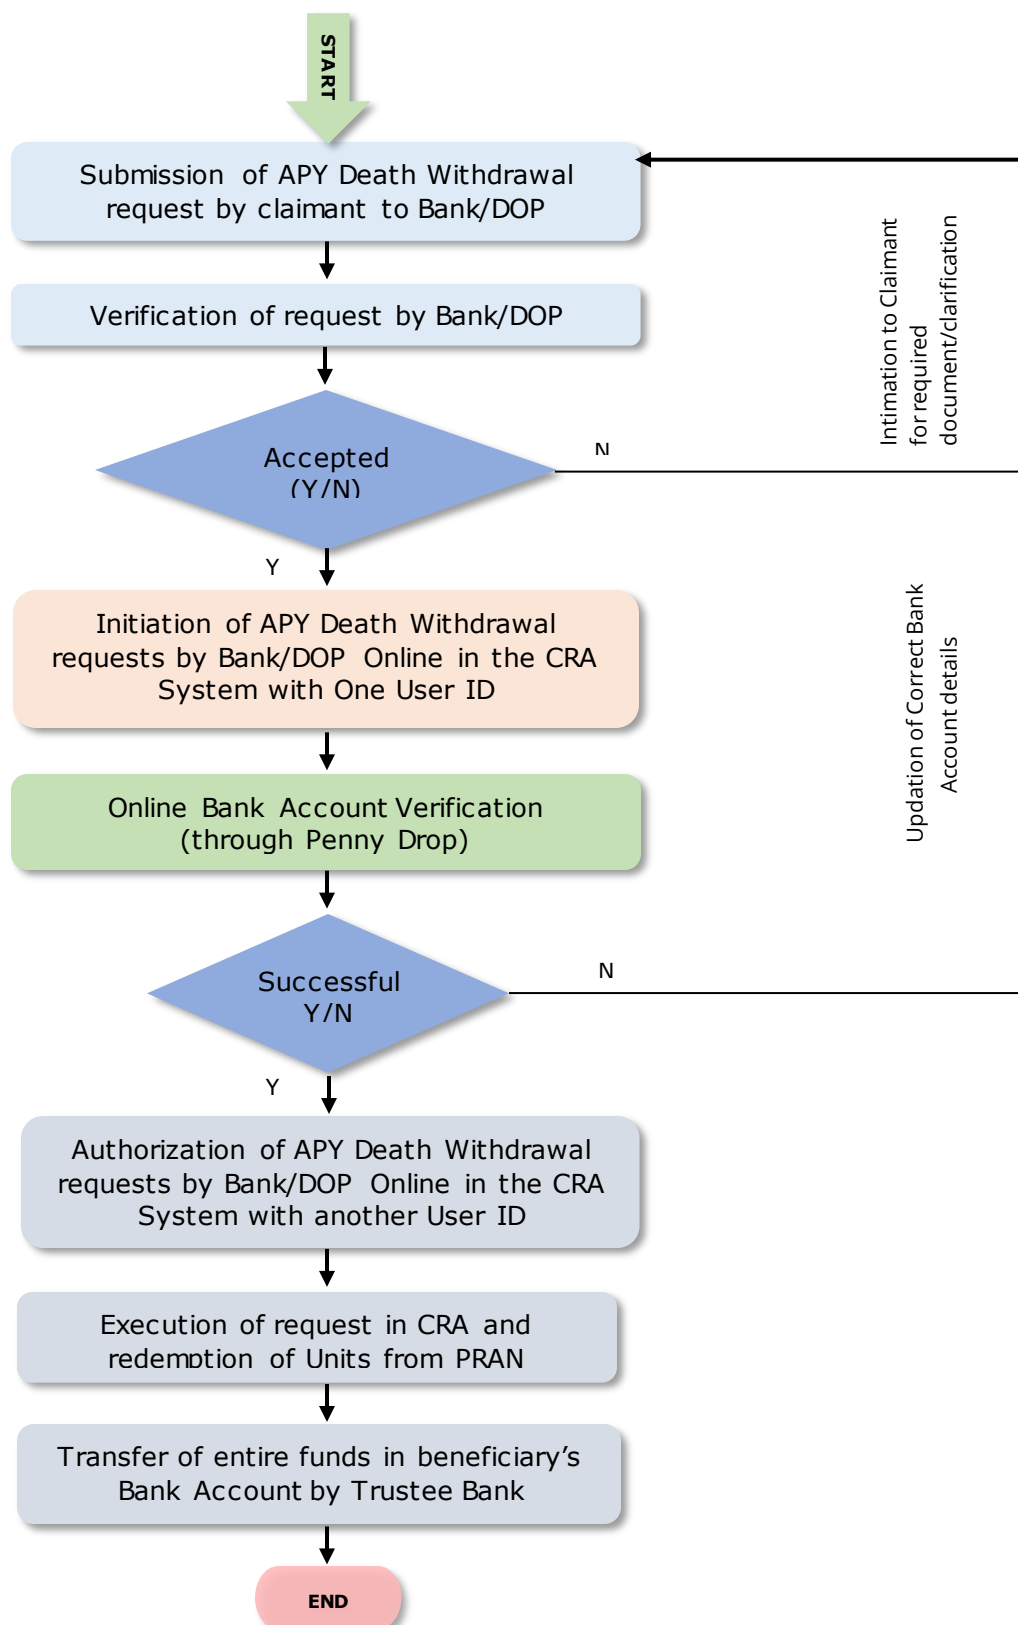 START
Submission of APY Death Withdrawal
request by claimant to Bank/DOP
Verification of request by Bank/DOP
Intimation to Claimant
for required
document/clarification
Accepted
(Y/N)
N
Y
Initiation of APY Death Withdrawal
requests by Bank/DOP Online in the CRA
System with One User ID
Updation of Correct Bank
Account details
Online Bank Account Verification
(through Penny Drop)
Successful
Y/N
N
Y
Authorization of APY Death Withdrawal
requests by Bank/DOP Online in the CRA
System with another User ID
Execution of request in CRA and
redemption of Units from PRAN
Transfer of entire funds in beneficiary’s
Bank Account by Trustee Bank
END